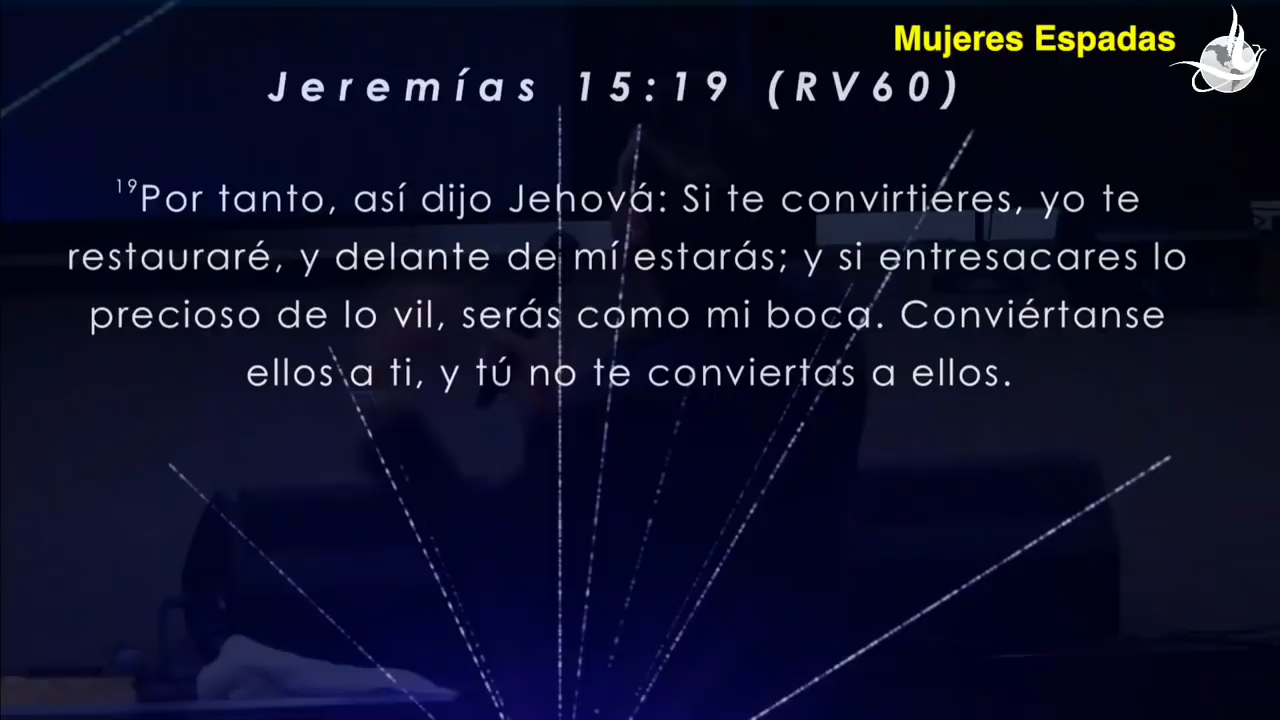 Mujeres Espadas
Jeremías 15:19 (RV60)
¹⁹Por tanto, así dijo Jehová: Si te convirtieres, yo te
restauraré, y delante de mí estarás; y si entresacares lo
precioso de lo vil, serás como mi boca. Conviértanse
ellos a ti, y tú no te conviertas a ellos.